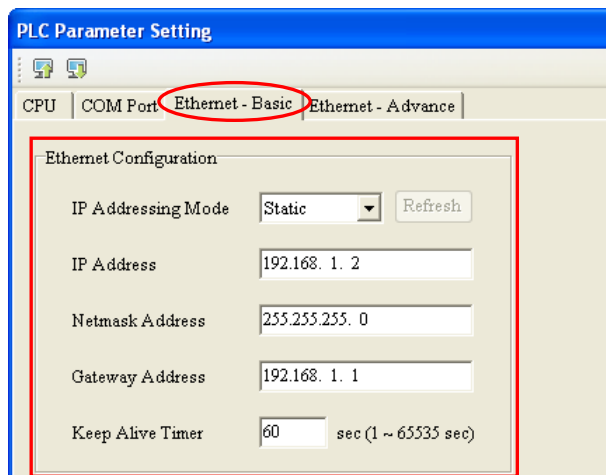 PLC Parameter Setting
CPU COM Port Ethernet - Basic Ethernet - Advance
Ethernet Configuration
IP Addressing Mode Static Refresh
IP Address 192.168. 1. 2
Netmask Address 255.255.255. 0
Gateway Address 192.168. 1. 1
Keep Alive Timer 60 sec (1 ~ 65535 sec)